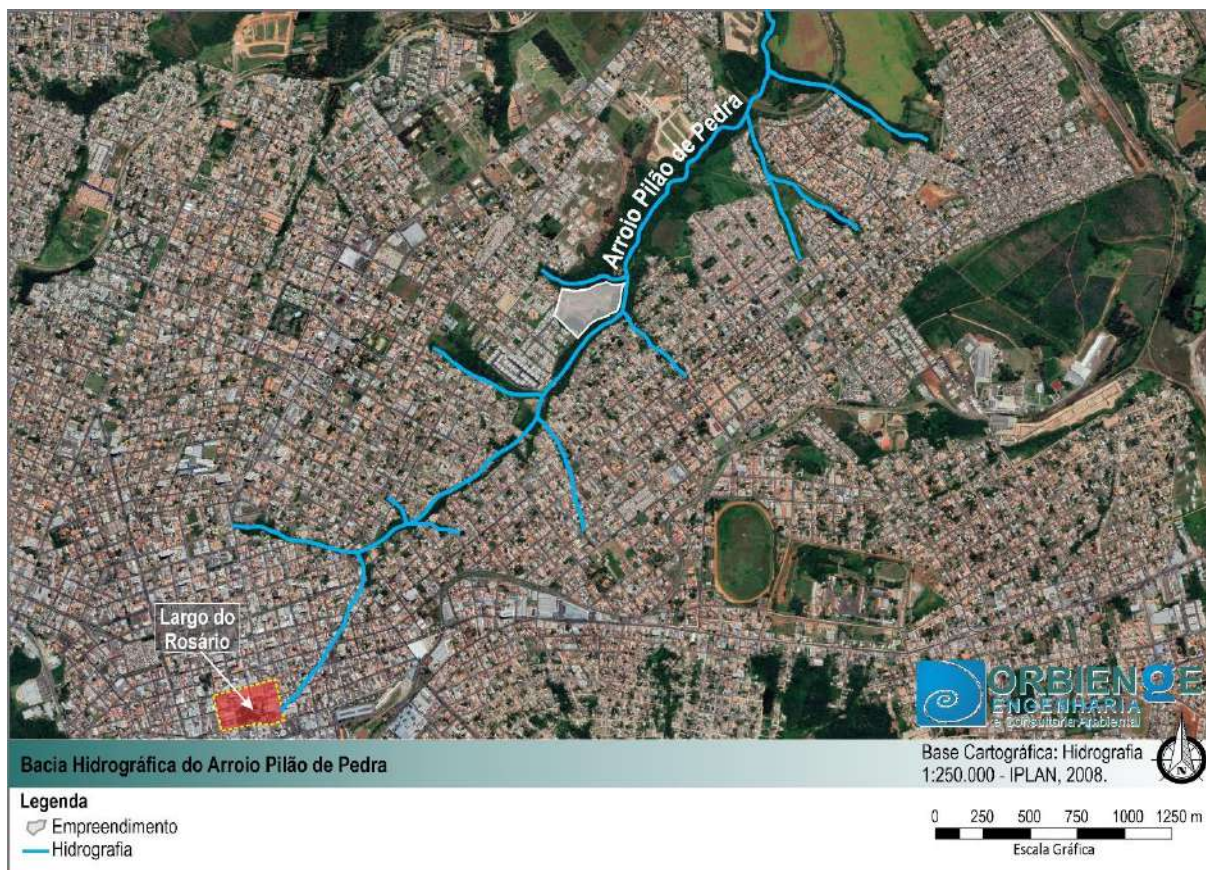 Arroio Pilão de Pedra
Largo do
Rosário
ORBIENGE
ENGENHARIA
e Consultoria Ambiental
Bacia Hidrográfica do Arroio Pilão de Pedra
Base Cartográfica: Hidrografia
1:250.000 - IPLAN, 2008.
N
Legenda
Empreendimento
Hidrografia
0 250 500 750 1000 1250 m
Escala Gráfica